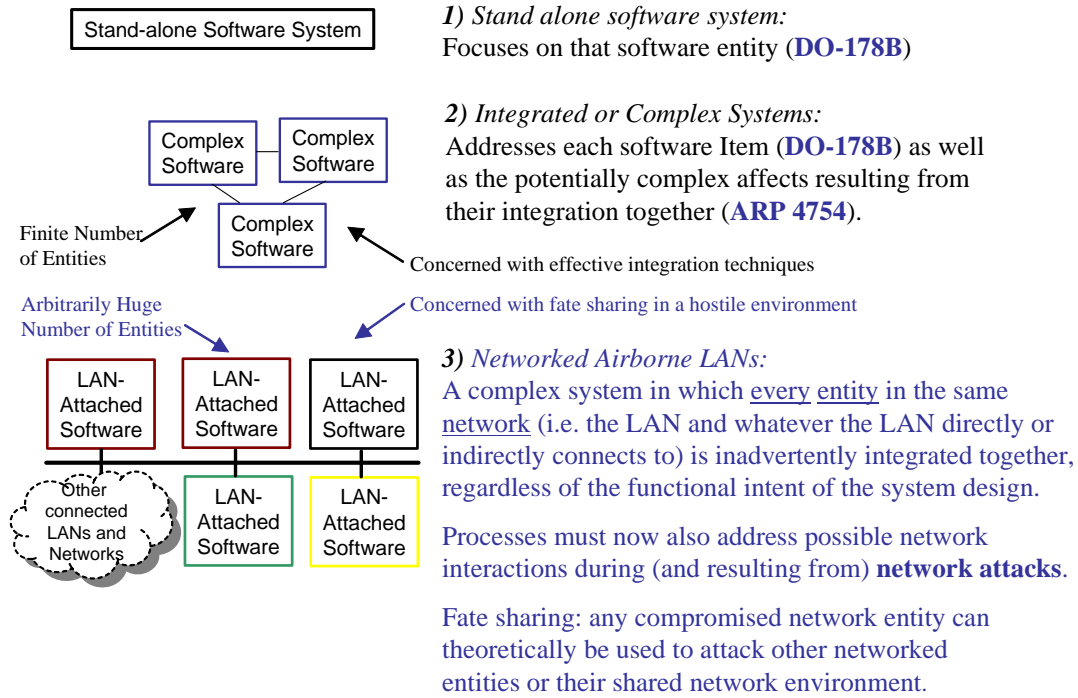 Stand-alone Software System
1) Stand alone software system:
Focuses on that software entity (DO-178B)
Complex
Software
Complex
Software
Complex
Software
Finite Number
of Entities
2) Integrated or Complex Systems:
Addresses each software Item (DO-178B) as well
as the potentially complex affects resulting from
their integration together (ARP 4754).
Concerned with effective integration techniques
Arbitrarily Huge
Number of Entities
Concerned with fate sharing in a hostile environment
LAN-
Attached
Software
LAN-
Attached
Software
LAN-
Attached
Software
Other
connected
LANs and
Networks
LAN-
Attached
Software
LAN-
Attached
Software
3) Networked Airborne LANs:
A complex system in which every entity in the same
network (i.e. the LAN and whatever the LAN directly or
indirectly connects to) is inadvertently integrated together,
regardless of the functional intent of the system design.
Processes must now also address possible network
interactions during (and resulting from) network attacks.
Fate sharing: any compromised network entity can
theoretically be used to attack other networked
entities or their shared network environment.